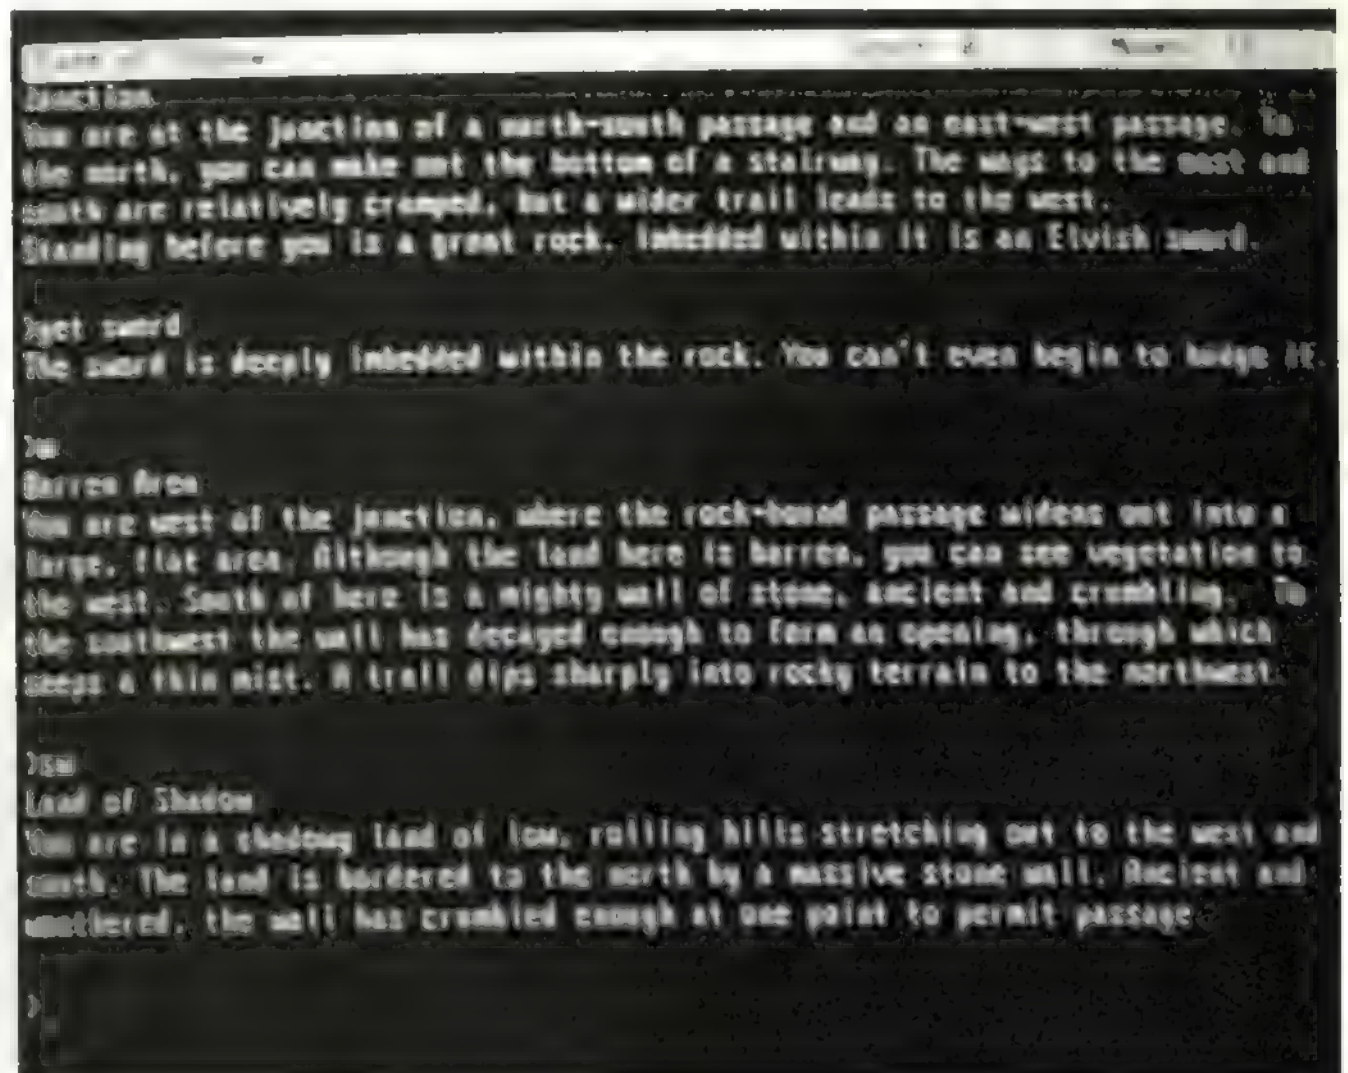 Junction
You are at the junction of a north-south passage and an east-west passage. To
the north, you can make out the bottom of a stairway. The ways to the east and
south are relatively cramped, but a wider trail leads to the west.
Standing before you is a great rock. Imbedded within it is an Elvish sword.
>get sword
The sword is deeply imbedded within the rock. You can't even begin to budge it.
>w
Barren Area
You are west of the junction, where the rock-bound passage widens out into a
large, flat area. Although the land here is barren, you can see vegetation to
the west. South of here is a mighty wall of stone, ancient and crumbling. To
the southwest the wall has decayed enough to form an opening, through which
seeps a thin mist. A trail dips sharply into rocky terrain to the northwest.
>sw
Land of Shadow
You are in a shadowy land of low, rolling hills stretching out to the west and
south. The land is bordered to the north by a massive stone wall. Ancient and
weathered, the wall has crumbled enough at one point to permit passage.
>